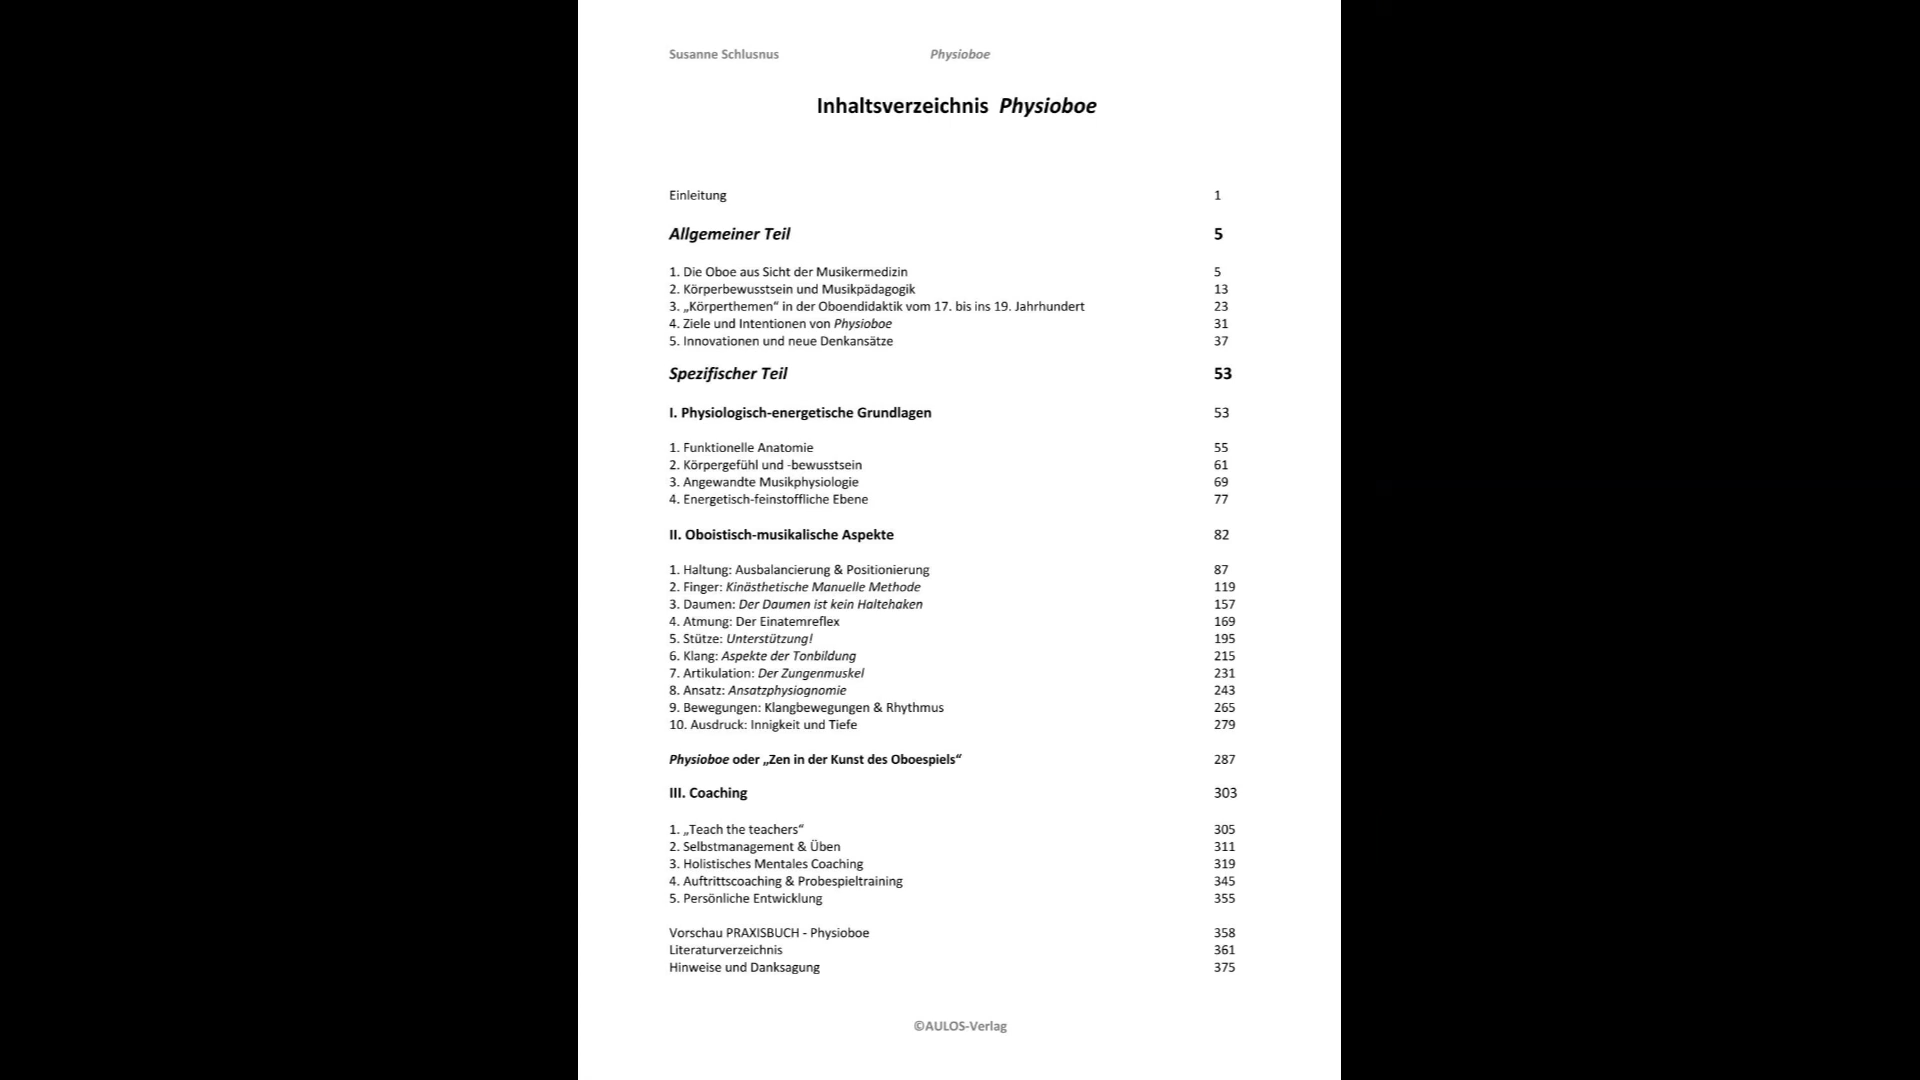 Susanne Schlusnus Physioboe
Inhaltsverzeichnis Physioboe
Einleitung 1
Allgemeiner Teil 5
1. Die Oboe aus Sicht der Musikermedizin 5
2. Körperbewusstsein und Musikpädagogik 13
3. „Körperthemen“ in der Oboendidaktik vom 17. bis ins 19. Jahrhundert 23
4. Ziele und Intentionen von Physioboe 31
5. Innovationen und neue Denkansätze 37
Spezifischer Teil 53
I. Physiologisch-energetische Grundlagen 53
1. Funktionelle Anatomie 55
2. Körpergefühl und -bewusstsein 61
3. Angewandte Musikphysiologie 69
4. Energetisch-feinstoffliche Ebene 77
II. Oboistisch-musikalische Aspekte 82
1. Haltung: Ausbalancierung & Positionierung 87
2. Finger: Kinästhetische Manuelle Methode 119
3. Daumen: Der Daumen ist kein Haltehaken 157
4. Atmung: Der Einatemreflex 169
5. Stütze: Unterstützung! 195
6. Klang: Aspekte der Tonbildung 215
7. Artikulation: Der Zungenmuskel 231
8. Ansatz: Ansatzphysiognomie 243
9. Bewegungen: Klangbewegungen & Rhythmus 265
10. Ausdruck: Innigkeit und Tiefe 279
Physioboe oder „Zen in der Kunst des Oboespiels“ 287
III. Coaching 303
1. „Teach the teachers“ 305
2. Selbstmanagement & Üben 311
3. Holistisches Mentales Coaching 319
4. Auftrittscoaching & Probespieltraining 345
5. Persönliche Entwicklung 355
Vorschau PRAXISBUCH - Physioboe 358
Literaturverzeichnis 361
Hinweise und Danksagung 375
©AULOS-Verlag